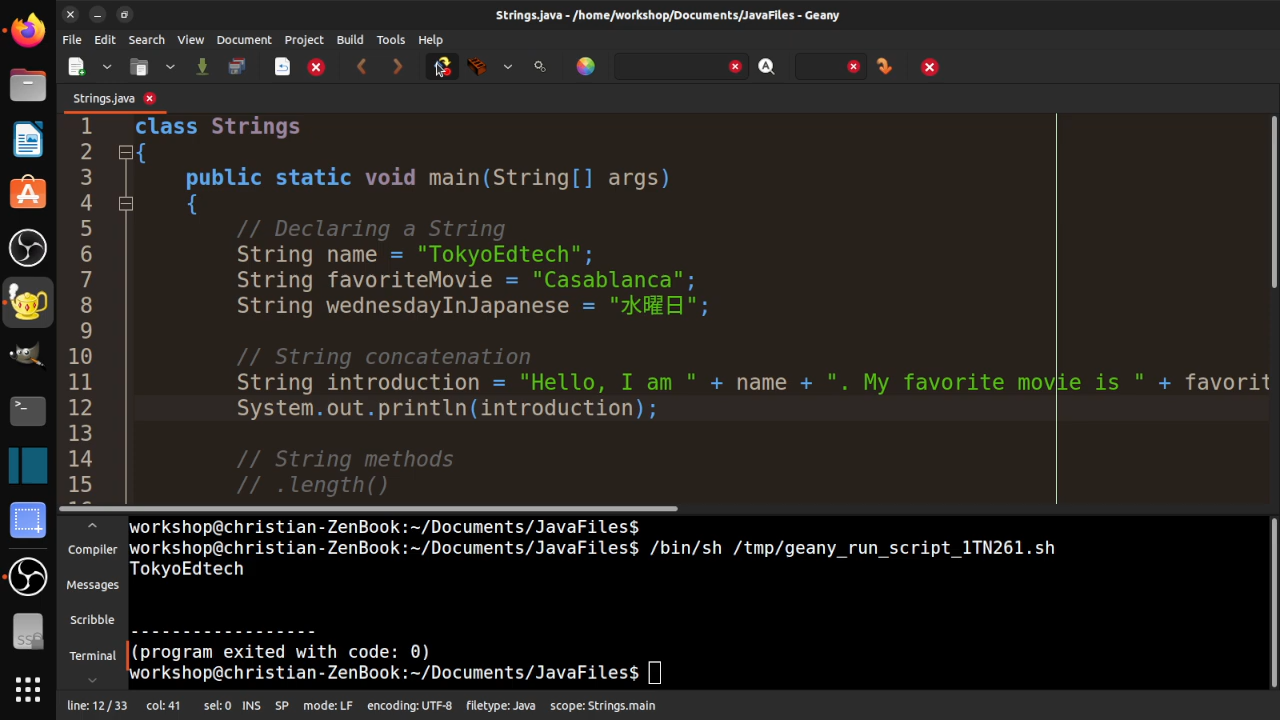 Strings.java - /home/workshop/Documents/JavaFiles - Geany
File Edit Search View Document Project Build Tools Help
Strings.java
1 class Strings
2 {
3 public static void main(String[] args)
4 {
5 // Declaring a String
6 String name = "TokyoEdtech";
7 String favoriteMovie = "Casablanca";
8 String wednesdayInJapanese = "水曜日";
9
10 // String concatenation
11 String introduction = "Hello, I am " + name + ". My favorite movie is " + favorit
12 System.out.println(introduction);
13
14 // String methods
15 // .length()
Compiler
Messages
Scribble
Terminal
workshop@christian-ZenBook:~/Documents/JavaFiles$
workshop@christian-ZenBook:~/Documents/JavaFiles$ /bin/sh /tmp/geany_run_script_1TN261.sh
TokyoEdtech
------------------
(program exited with code: 0)
workshop@christian-ZenBook:~/Documents/JavaFiles$
line: 12 / 33 col: 41 sel: 0 INS SP mode: LF encoding: UTF-8 filetype: Java scope: Strings.main